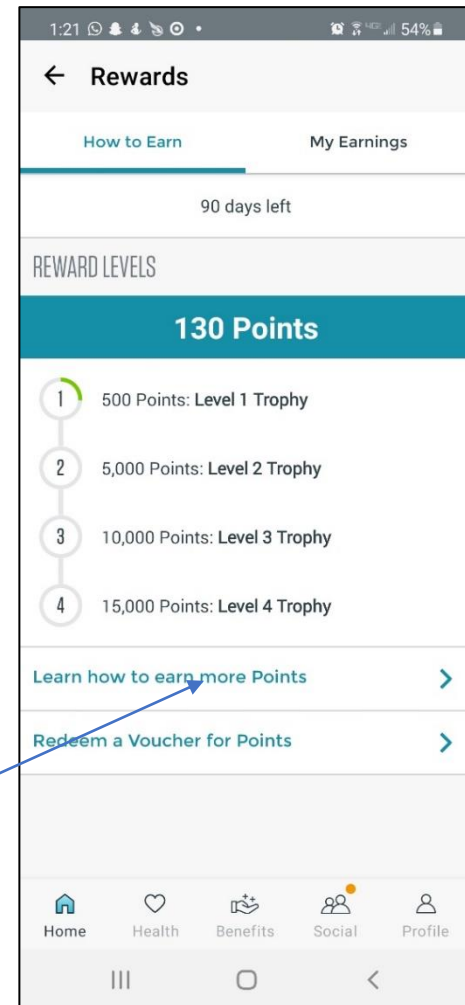 1:21 54%
Rewards
How to Earn My Earnings
90 days left
REWARD LEVELS
130 Points
1 500 Points: Level 1 Trophy
2 5,000 Points: Level 2 Trophy
3 10,000 Points: Level 3 Trophy
4 15,000 Points: Level 4 Trophy
Learn how to earn more Points
Redeem a Voucher for Points
Home Health Benefits Social Profile